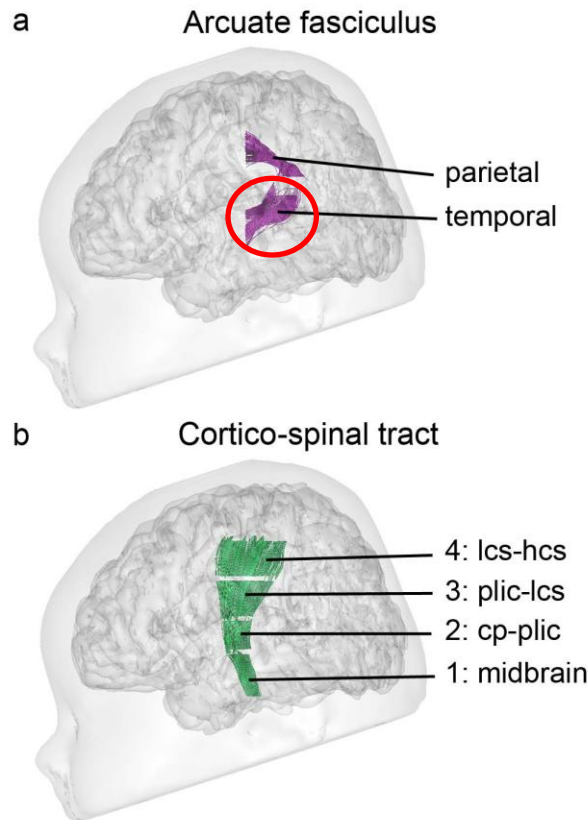 a
Arcuate fasciculus
parietal
temporal
b
Cortico-spinal tract
4: lcs-hcs
3: plic-lcs
2: cp-plic
1: midbrain